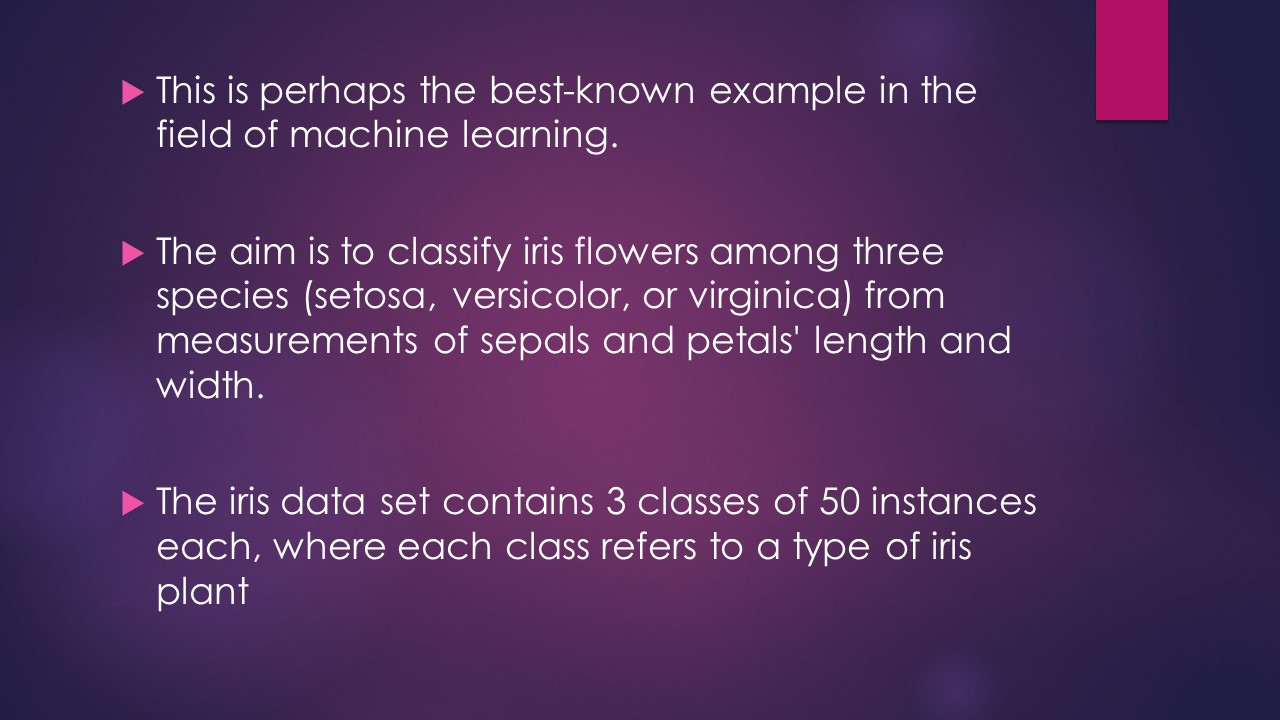 This is perhaps the best-known example in the
field of machine learning.
The aim is to classify iris flowers among three
species (setosa, versicolor, or virginica) from
measurements of sepals and petals' length and
width.
The iris data set contains 3 classes of 50 instances
each, where each class refers to a type of iris
plant